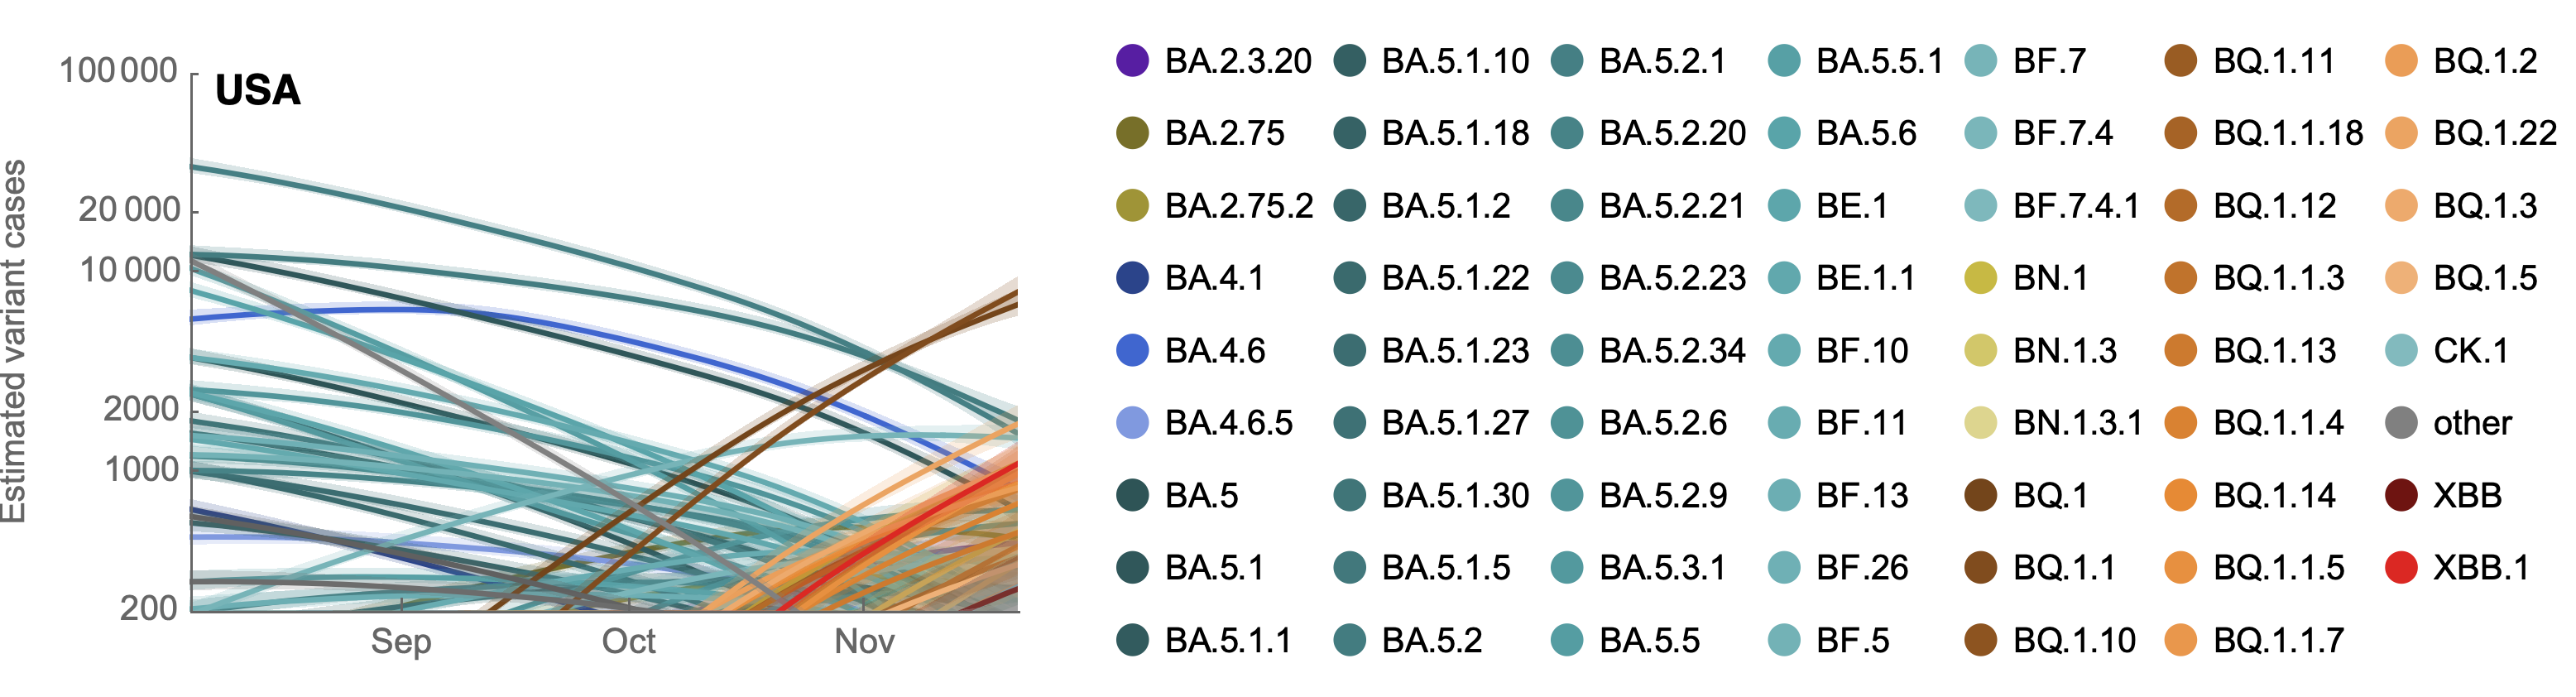 USA
Estimated variant cases
100 000
20 000
10 000
2000
1000
200
Sep Oct Nov
BA.2.3.20 BA.5.1.10 BA.5.2.1 BA.5.5.1 BF.7 BQ.1.11 BQ.1.2
BA.2.75 BA.5.1.18 BA.5.2.20 BA.5.6 BF.7.4 BQ.1.1.18 BQ.1.22
BA.2.75.2 BA.5.1.2 BA.5.2.21 BE.1 BF.7.4.1 BQ.1.12 BQ.1.3
BA.4.1 BA.5.1.22 BA.5.2.23 BE.1.1 BN.1 BQ.1.1.3 BQ.1.5
BA.4.6 BA.5.1.23 BA.5.2.34 BF.10 BN.1.3 BQ.1.13 CK.1
BA.4.6.5 BA.5.1.27 BA.5.2.6 BF.11 BN.1.3.1 BQ.1.1.4 other
BA.5 BA.5.1.30 BA.5.2.9 BF.13 BQ.1 BQ.1.14 XBB
BA.5.1 BA.5.1.5 BA.5.3.1 BF.26 BQ.1.1 BQ.1.1.5 XBB.1
BA.5.1.1 BA.5.2 BA.5.5 BF.5 BQ.1.10 BQ.1.1.7